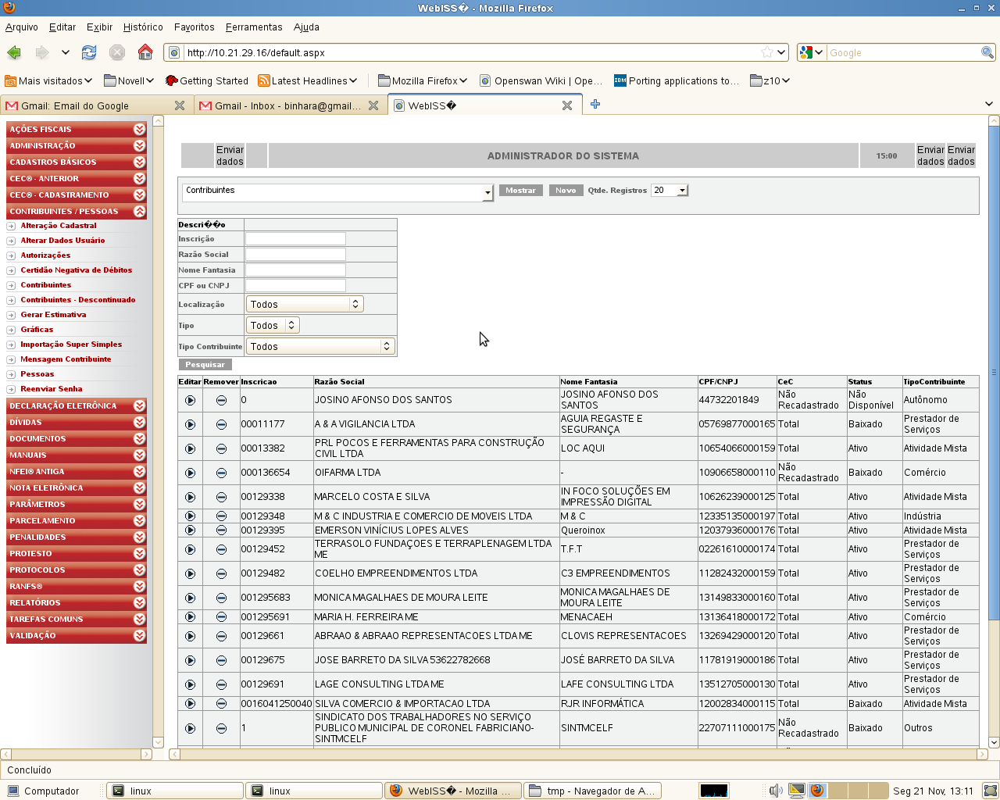 WebISS� - Mozilla Firefox
Arquivo Editar Exibir Histórico Favoritos Ferramentas Ajuda
http://10.21.29.16/default.aspx
Google
Mais visitados Novell Getting Started Latest Headlines Mozilla Firefox Openswan Wiki | Ope... IBM Porting applications to... z10
Gmail: Email do Google
Gmail - Inbox - binhara@gmail...
WebISS�
AÇÕES FISCAIS
ADMINISTRAÇÃO
CADASTROS BÁSICOS
CEC® - ANTERIOR
CEC® - CADASTRAMENTO
CONTRIBUINTES / PESSOAS
Alteração Cadastral
Alterar Dados Usuário
Autorizações
Certidão Negativa de Débitos
Contribuintes
Contribuintes - Descontinuado
Gerar Estimativa
Gráficas
Importação Super Simples
Mensagem Contribuinte
Pessoas
Reenviar Senha
DECLARAÇÃO ELETRÔNICA
DÍVIDAS
DOCUMENTOS
MANUAIS
NFEI® ANTIGA
NOTA ELETRÔNICA
PARÂMETROS
PARCELAMENTO
PENALIDADES
PROTESTO
PROTOCOLOS
RANFS®
RELATÓRIOS
TAREFAS COMUNS
VALIDAÇÃO
Enviar dados ADMINISTRADOR DO SISTEMA 15:00 Enviar dados Enviar dados
Contribuintes Mostrar Novo Qtde. Registros 20
Descri��o
Inscrição
Razão Social
Nome Fantasia
CPF ou CNPJ
Localização Todos
Tipo Todos
Tipo Contribuinte Todos
Pesquisar
Editar Remover Inscricao Razão Social Nome Fantasia CPF/CNPJ CeC Status TipoContribuinte
0 JOSINO AFONSO DOS SANTOS JOSINO AFONSO DOS SANTOS 44732201849 Não Recadastrado Não Disponível Autônomo
00011177 A & A VIGILANCIA LTDA AGUIA REGASTE E SEGURANÇA 05769877000165 Total Baixado Prestador de Serviços
00013382 PRL POCOS E FERRAMENTAS PARA CONSTRUÇÃO CIVIL LTDA LOC AQUI 10654066000159 Total Ativo Atividade Mista
000136654 OIFARMA LTDA - 10906658000110 Não Recadastrado Baixado Comércio
00129338 MARCELO COSTA E SILVA IN FOCO SOLUÇÕES EM IMPRESSÃO DIGITAL 10626239000125 Total Ativo Atividade Mista
00129348 M & C INDUSTRIA E COMERCIO DE MOVEIS LTDA M & C 12335135000197 Total Ativo Indústria
00129395 EMERSON VINÍCIUS LOPES ALVES Queroinox 12037936000176 Total Ativo Atividade Mista
00129452 TERRASOLO FUNDAÇOES E TERRAPLENAGEM LTDA ME T.F.T 02261610000174 Total Ativo Prestador de Serviços
00129482 COELHO EMPREENDIMENTOS LTDA C3 EMPREENDIMENTOS 11282432000159 Total Ativo Prestador de Serviços
001295683 MONICA MAGALHAES DE MOURA LEITE MONICA MAGALHAES DE MOURA LEITE 13149833000160 Total Ativo Prestador de Serviços
001295691 MARIA H. FERREIRA ME MENACAEH 13136418000172 Total Ativo Comércio
00129661 ABRAAO & ABRAAO REPRESENTACOES LTDA ME CLOVIS REPRESENTACOES 13269429000120 Total Ativo Prestador de Serviços
00129675 JOSE BARRETO DA SILVA 53622782668 JOSÉ BARRETO DA SILVA 11781919000186 Total Ativo Prestador de Serviços
00129691 LAGE CONSULTING LTDA ME LAFE CONSULTING LTDA 13512705000130 Total Ativo Prestador de Serviços
0016041250040 SILVA COMERCIO & IMPORTACAO LTDA RJR INFORMÁTICA 12002834000115 Total Baixado Atividade Mista
1 SINDICATO DOS TRABALHADORES NO SERVIÇO PUBLICO MUNICIPAL DE CORONEL FABRICIANO- SINTMCELF SINTMCELF 22707111000175 Não Recadastrado Baixado Outros
Concluído
Computador linux linux WebISS� - Mozilla ... tmp - Navegador de A... Seg 21 Nov, 13:11